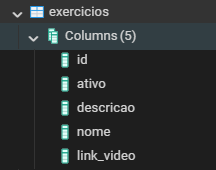 exercicios
Columns (5)
id
ativo
descricao
nome
link_video